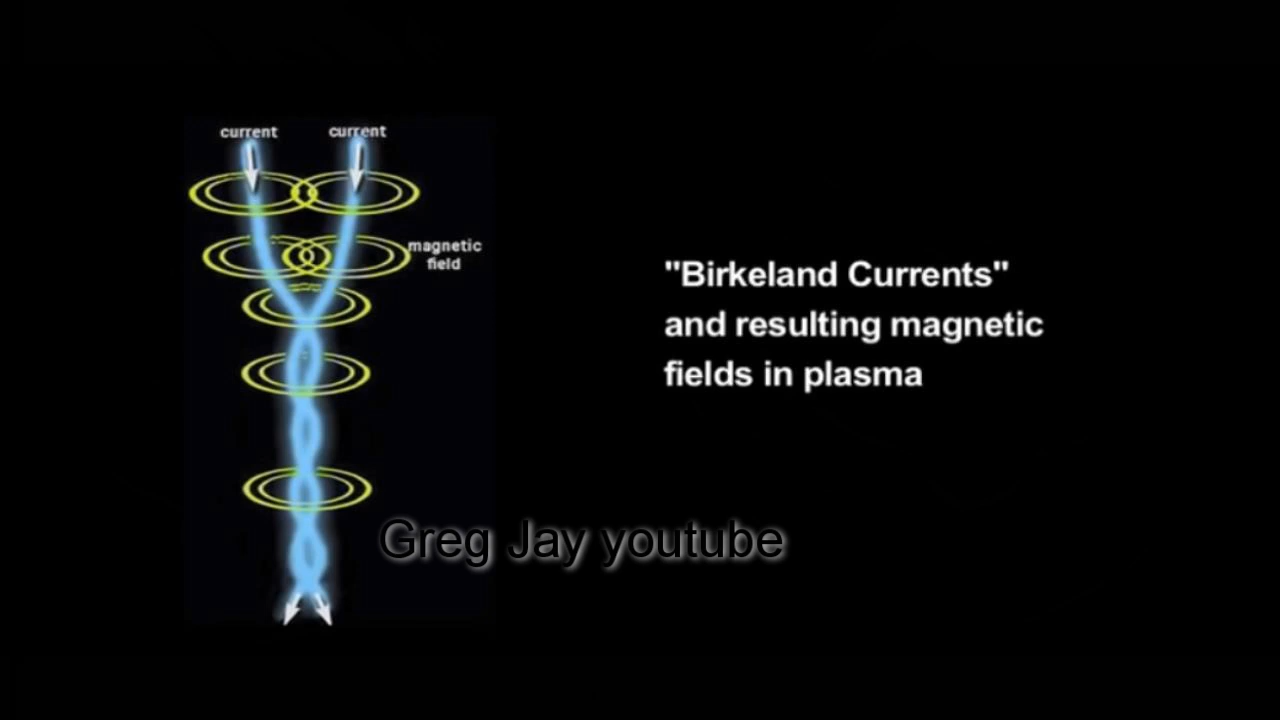 current current
magnetic
field
"Birkeland Currents"
and resulting magnetic
fields in plasma
Greg Jay youtube